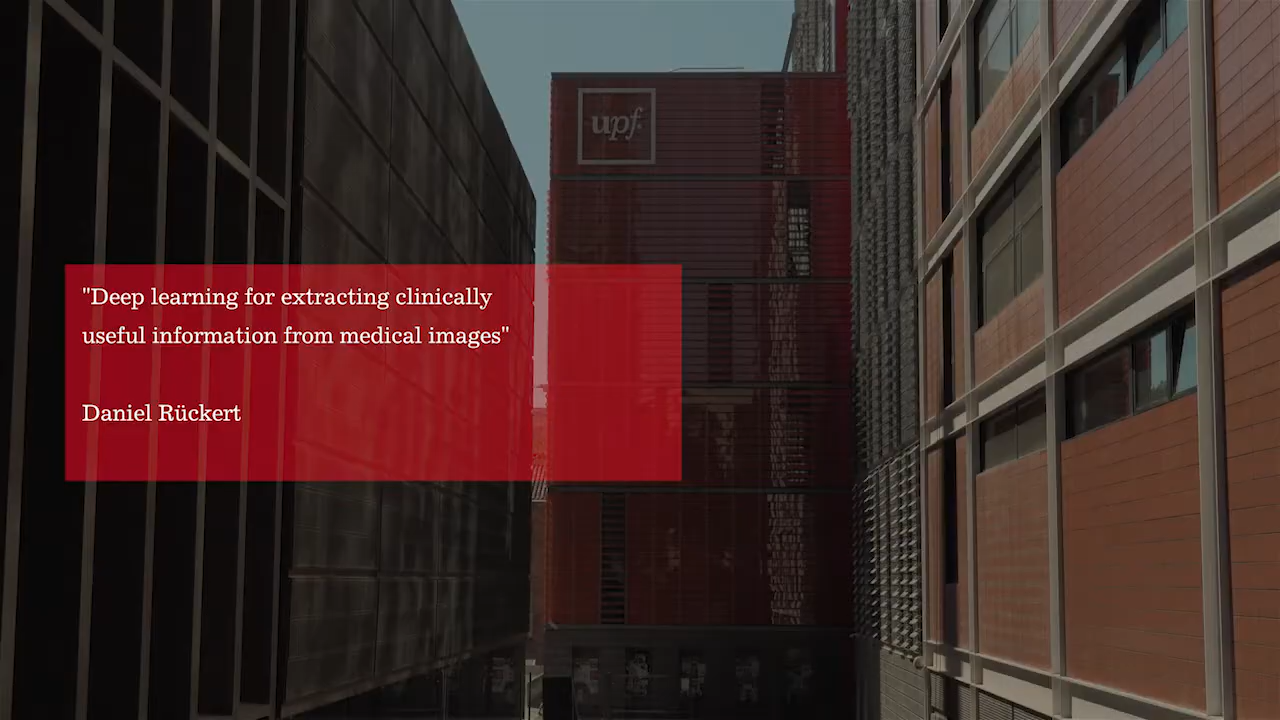 upf.
"Deep learning for extracting clinically
useful information from medical images"
Daniel Rückert